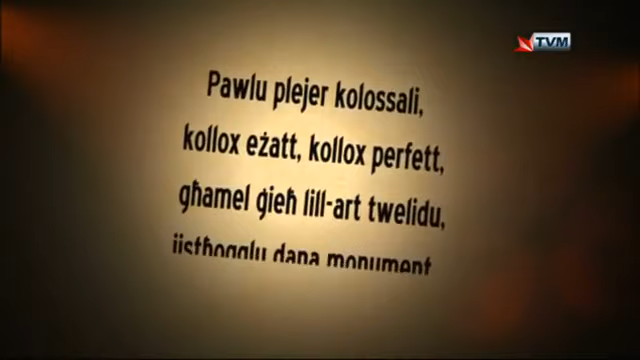 TVM
Pawlu plejer kolossali,
kollox eżatt, kollox perfett,
għamel ġieħ lill-art twelidu,
jistħoqqlu dana monument